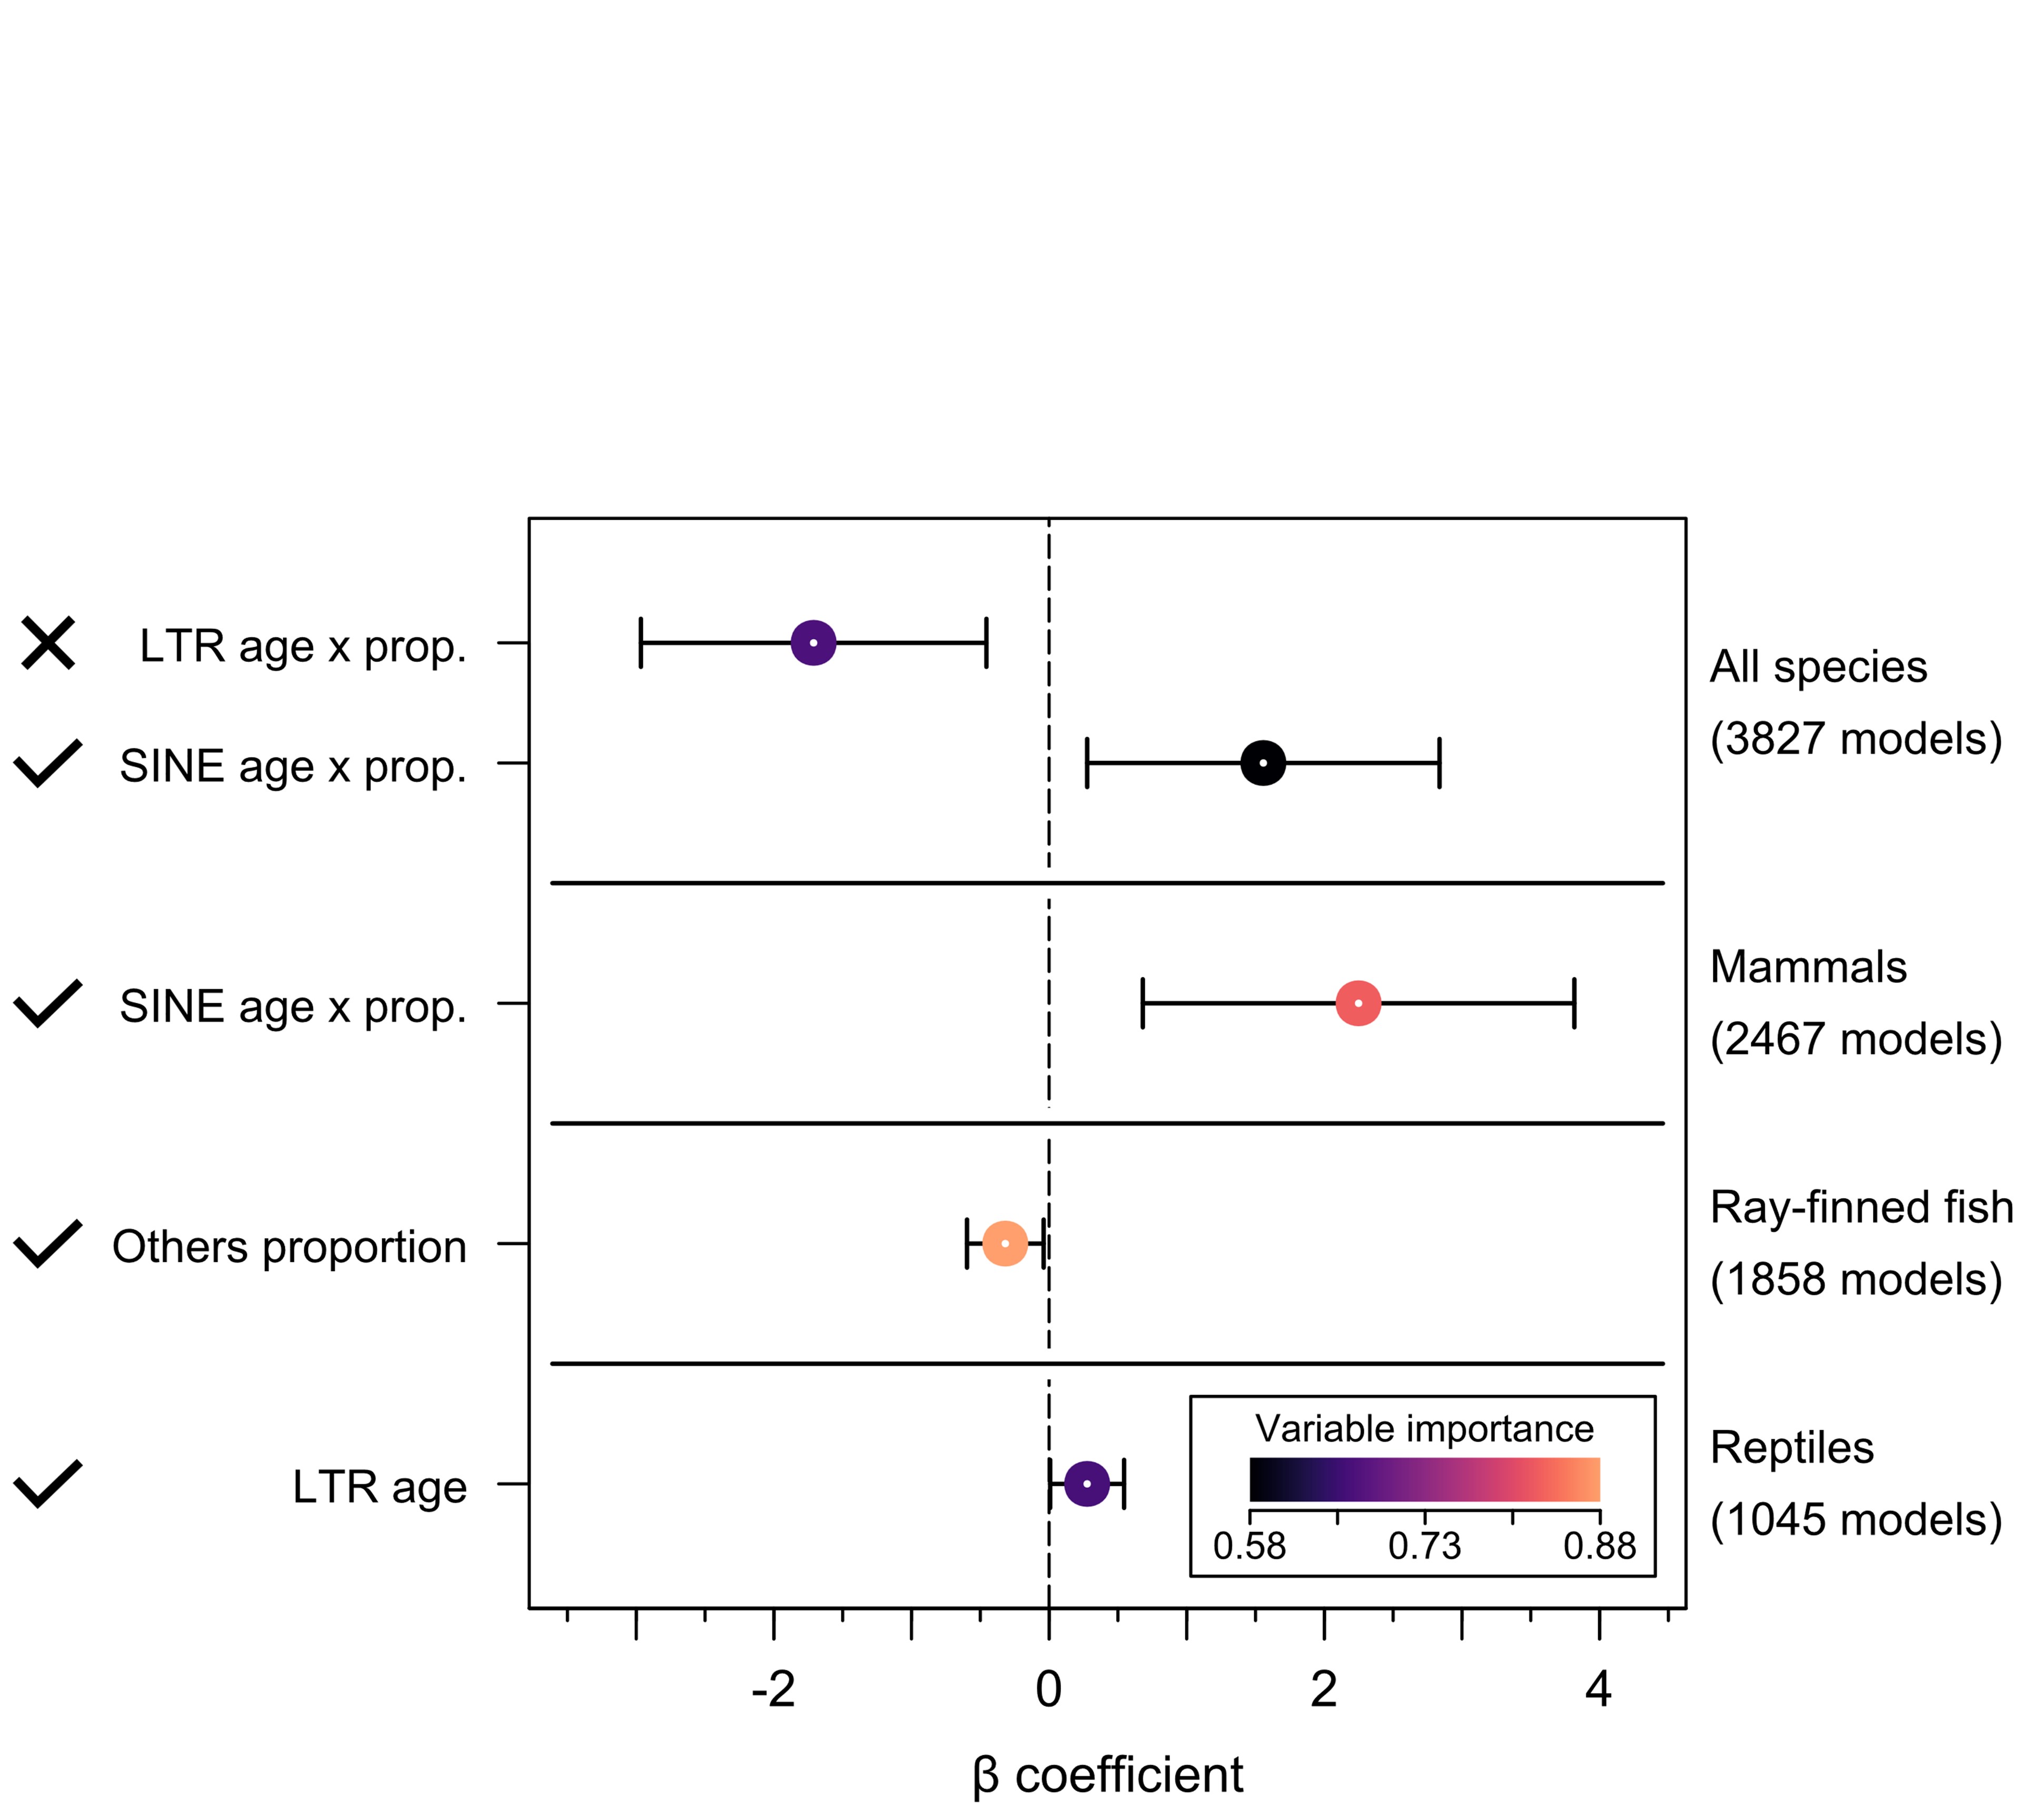 LTR age x prop.
SINE age x prop.
All species
(3827 models)
SINE age x prop.
Mammals
(2467 models)
Others proportion
Ray-finned fish
(1858 models)
LTR age
Reptiles
(1045 models)
Variable importance
0.58 0.73 0.88
-2 0 2 4
β coefficient